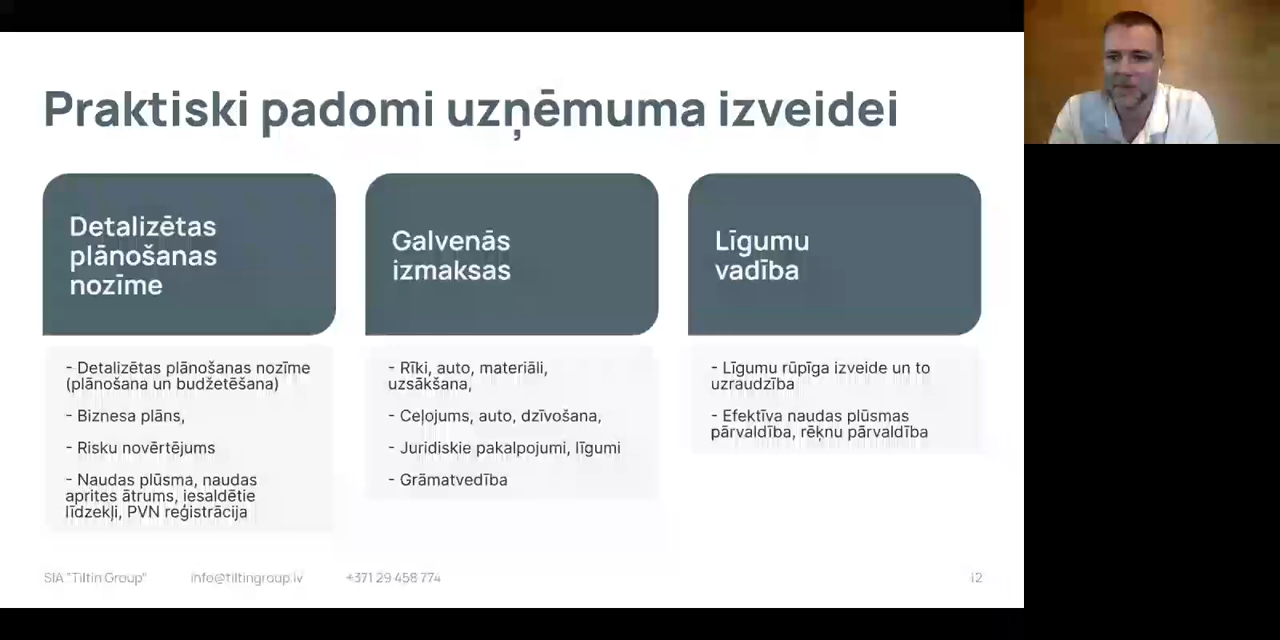 Praktiski padomi uzņēmuma izveidei
Detalizētas
plānošanas
nozīme
- Detalizētas plānošanas nozīme
(plānošana un budžetēšana)
- Biznesa plāns,
- Risku novērtējums
- Naudas plūsma, naudas
aprites ātrums, iesaldētie
līdzekļi, PVN reģistrācija
Galvenās
izmaksas
- Rīki, auto, materiāli,
uzsākšana,
- Ceļojums, auto, dzīvošana,
- Juridiskie pakalpojumi, līgumi
- Grāmatvedība
Līgumu
vadība
- Līgumu rūpīga izveide un to
uzraudzība
- Efektīva naudas plūsmas
pārvaldība, rēķnu pārvaldība
SIA "Tiltin Group" info@tiltingroup.lv +371 29 458 774 12